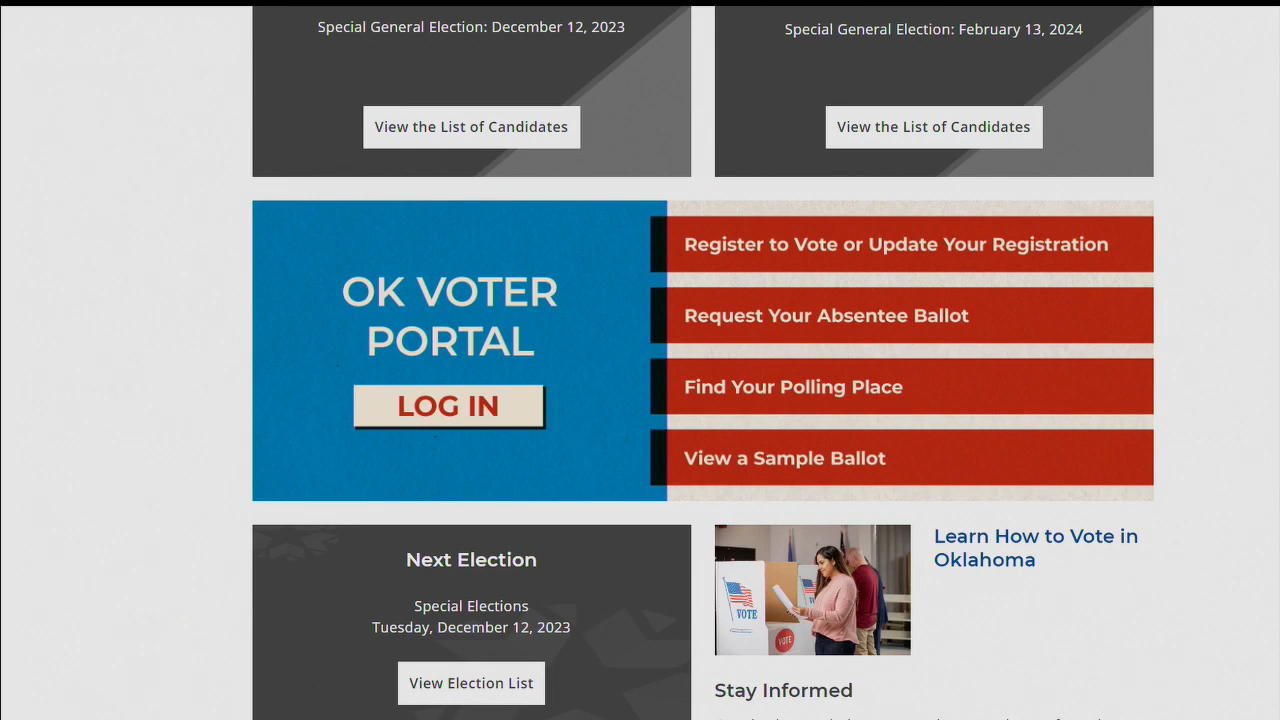 Special General Election: December 12, 2023
Special General Election: February 13, 2024
View the List of Candidates
View the List of Candidates
OK VOTER
PORTAL
LOG IN
Register to Vote or Update Your Registration
Request Your Absentee Ballot
Find Your Polling Place
View a Sample Ballot
Next Election
Special Elections
Tuesday, December 12, 2023
View Election List
VOTE
VOTE
Learn How to Vote in
Oklahoma
Stay Informed